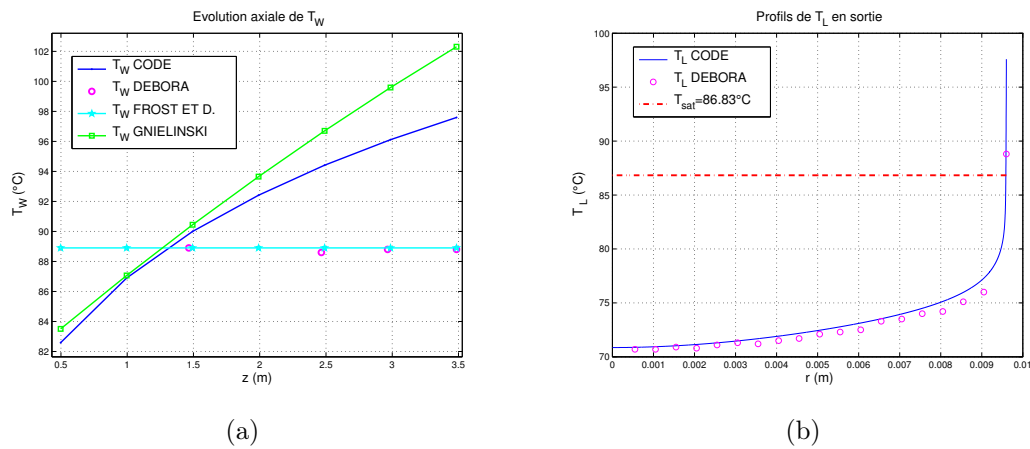 Evolution axiale de T_W
102
100
98
96
94
92
90
88
86
84
82
T_W (°C)
T_W CODE
T_W DEBORA
T_W FROST ET D.
T_W GNIELINSKI
0.5 1 1.5 2 2.5 3 3.5
z (m)
(a)
Profils de T_L en sortie
100
95
90
85
80
75
70
T_L (°C)
T_L CODE
T_L DEBORA
T_sat=86.83°C
0 0.001 0.002 0.003 0.004 0.005 0.006 0.007 0.008 0.009 0.01
r (m)
(b)